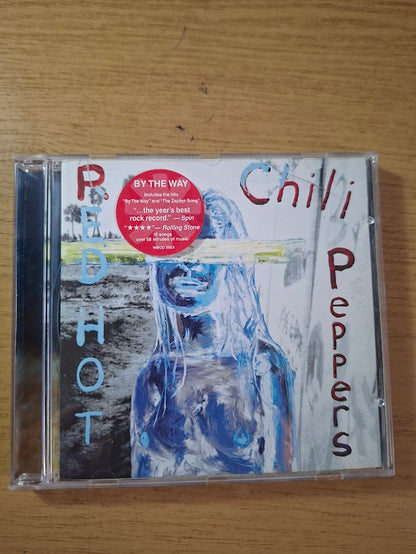 BY THE WAY
Includes the hits
"By The Way" and "The Zephyr Song"
"...the year's best
rock record." — Spin
"★★★★" — Rolling Stone
16 songs
over 68 minutes of music
RED HOT
Chili
Peppers